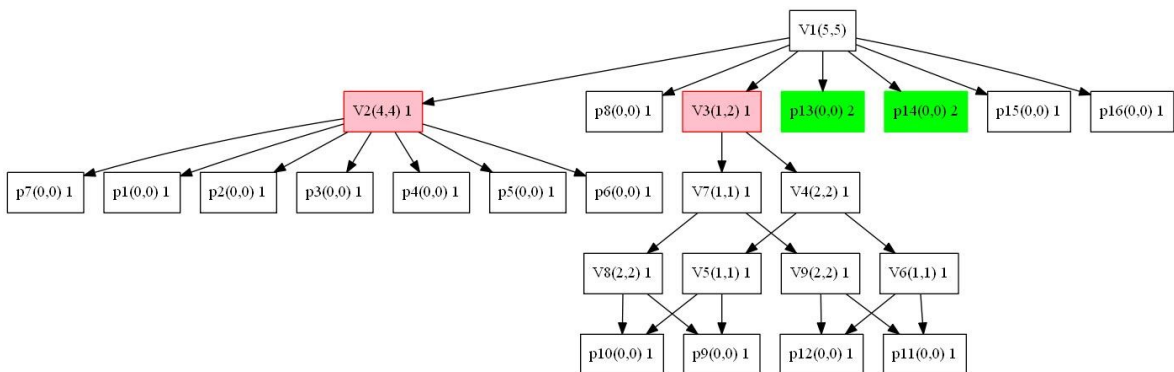 V1(5,5)
V2(4,4) 1
p8(0,0) 1
V3(1,2) 1
p13(0,0) 2
p14(0,0) 2
p15(0,0) 1
p16(0,0) 1
p7(0,0) 1
p1(0,0) 1
p2(0,0) 1
p3(0,0) 1
p4(0,0) 1
p5(0,0) 1
p6(0,0) 1
V7(1,1) 1
V4(2,2) 1
V8(2,2) 1
V5(1,1) 1
V9(2,2) 1
V6(1,1) 1
p10(0,0) 1
p9(0,0) 1
p12(0,0) 1
p11(0,0) 1